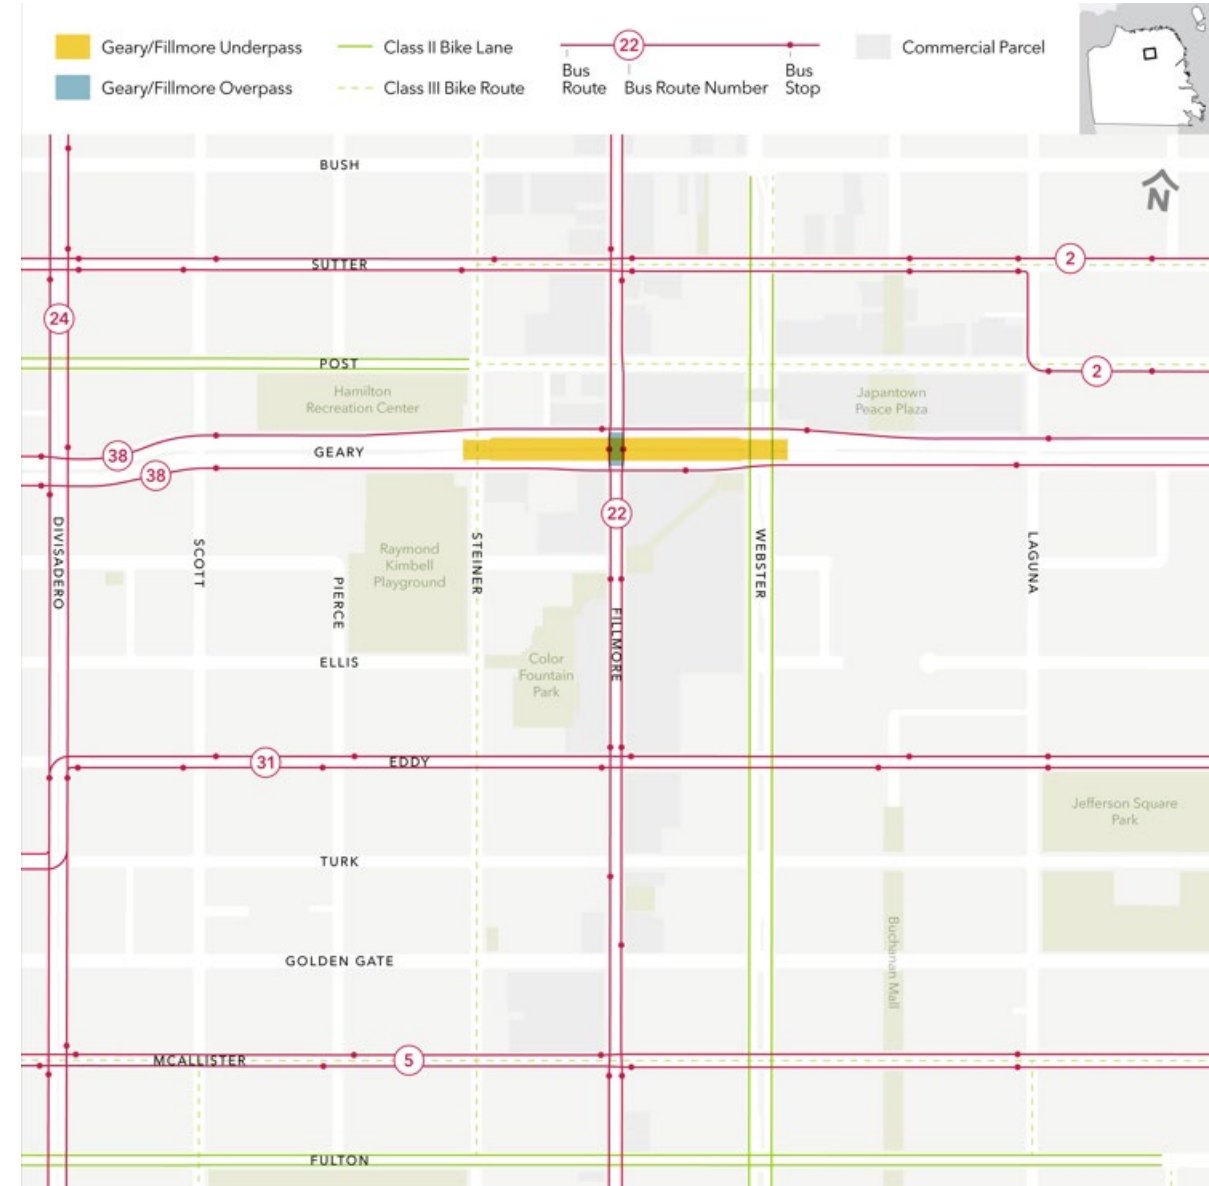 Geary/Fillmore Underpass
Class II Bike Lane
22
Commercial Parcel
Bus
Route
Bus Route Number
Bus
Stop
Geary/Fillmore Overpass
Class III Bike Route
BUSH
N
SUTTER
2
24
POST
2
Hamilton
Recreation Center
Japantown
Peace Plaza
GEARY
38
38
22
DIVISADERO
SCOTT
PIERCE
Raymond
Kimbell
Playground
STEINER
FILLMORE
WEBSTER
LAGUNA
ELLIS
Color
Fountain
Park
31
EDDY
Jefferson Square
Park
TURK
Buchanan Mall
GOLDEN GATE
MCALLISTER
5
FULTON